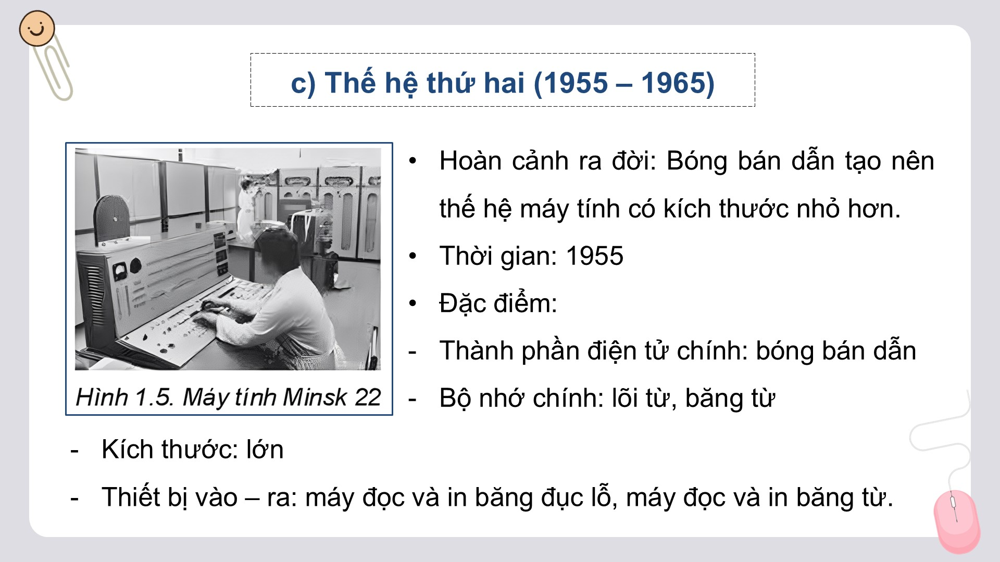 c) Thế hệ thứ hai (1955 – 1965)
Hình 1.5. Máy tính Minsk 22
• Hoàn cảnh ra đời: Bóng bán dẫn tạo nên
thế hệ máy tính có kích thước nhỏ hơn.
• Thời gian: 1955
• Đặc điểm:
- Thành phần điện tử chính: bóng bán dẫn
- Bộ nhớ chính: lõi từ, băng từ
- Kích thước: lớn
- Thiết bị vào – ra: máy đọc và in băng đục lỗ, máy đọc và in băng từ.